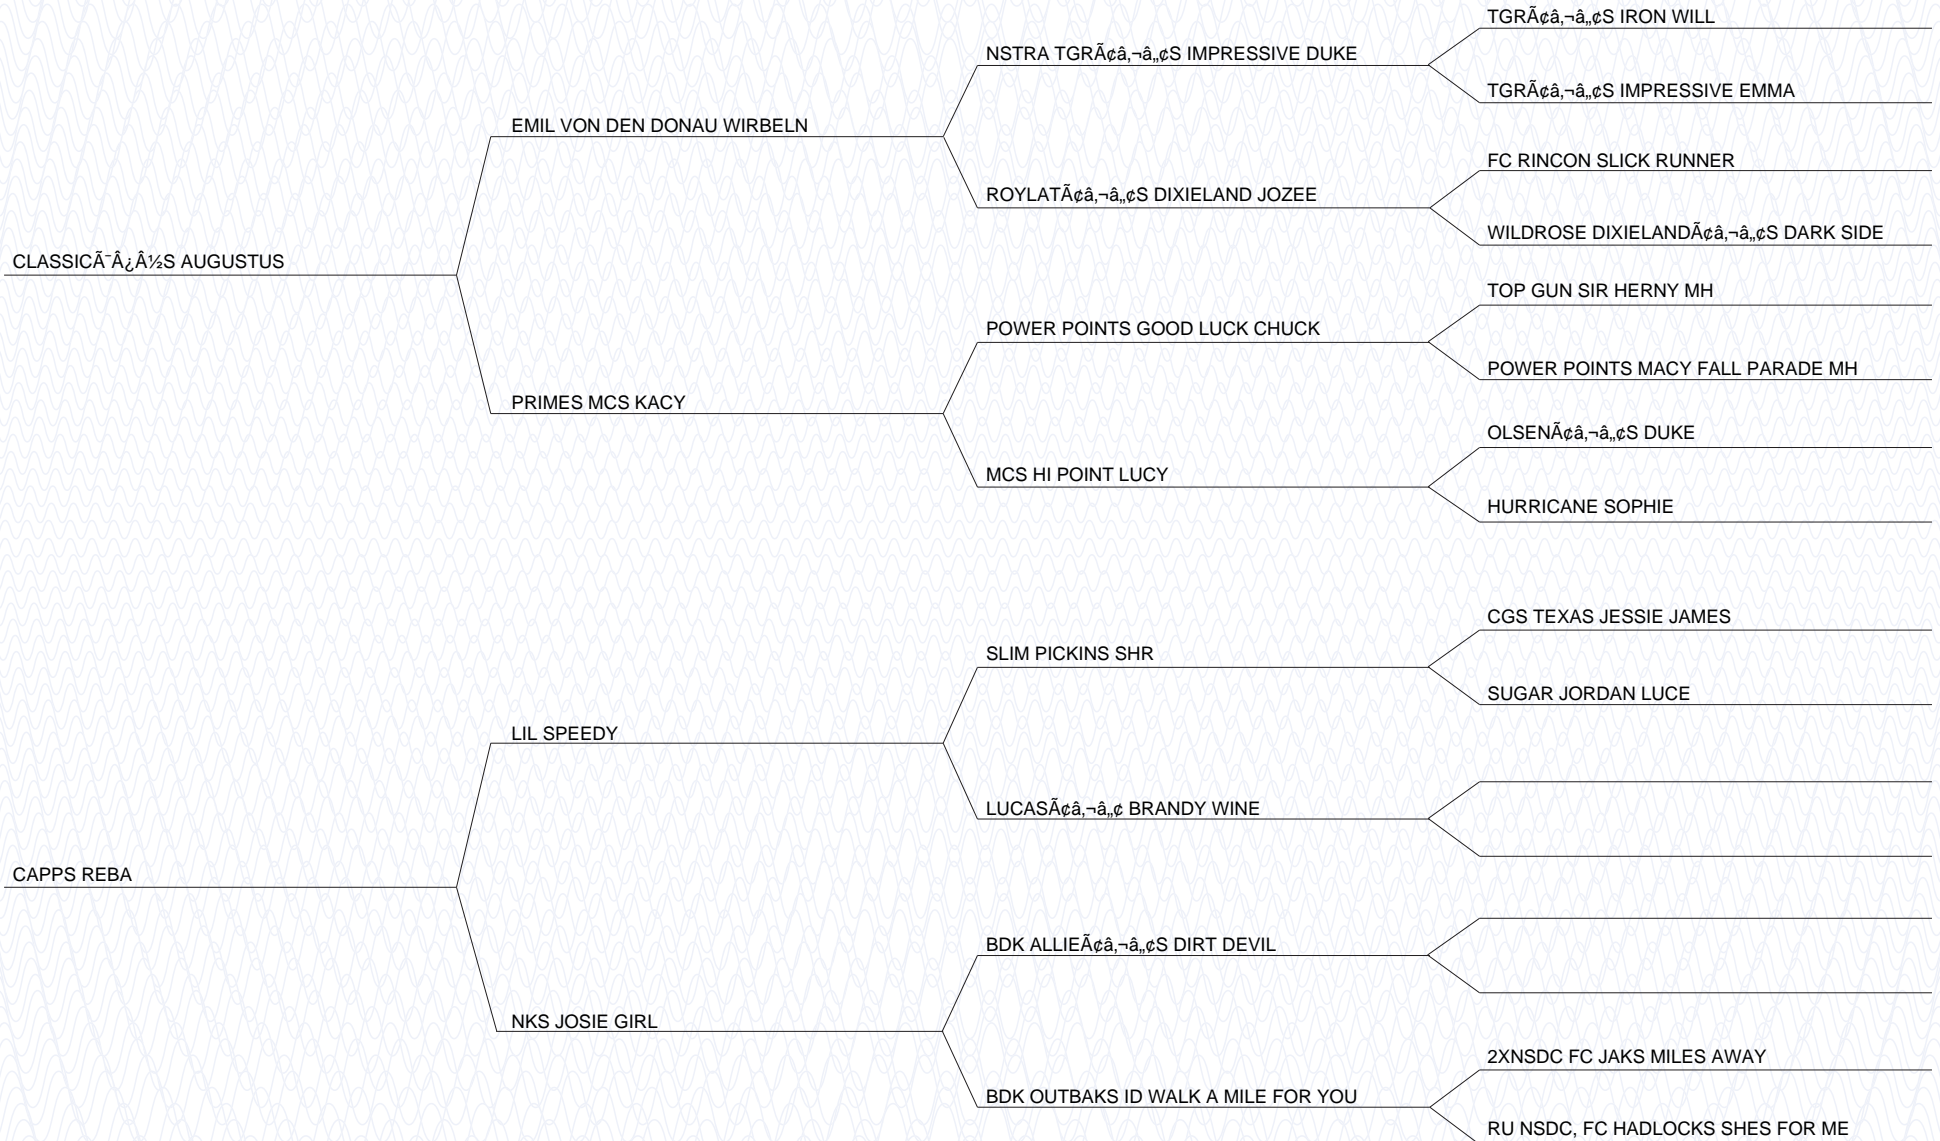 TGRÃ¢â‚¬â„¢S IRON WILL
NSTRA TGRÃ¢â‚¬â„¢S IMPRESSIVE DUKE
TGRÃ¢â‚¬â„¢S IMPRESSIVE EMMA
EMIL VON DEN DONAU WIRBELN
FC RINCON SLICK RUNNER
ROYLATÃ¢â‚¬â„¢S DIXIELAND JOZEE
WILDROSE DIXIELANDÃ¢â‚¬â„¢S DARK SIDE
CLASSICÃ¯Â¿Â½S AUGUSTUS
TOP GUN SIR HERNY MH
POWER POINTS GOOD LUCK CHUCK
POWER POINTS MACY FALL PARADE MH
PRIMES MCS KACY
OLSENÃ¢â‚¬â„¢S DUKE
MCS HI POINT LUCY
HURRICANE SOPHIE
CGS TEXAS JESSIE JAMES
SLIM PICKINS SHR
SUGAR JORDAN LUCE
LIL SPEEDY
LUCASÃ¢â‚¬â„¢ BRANDY WINE
CAPPS REBA
BDK ALLIEÃ¢â‚¬â„¢S DIRT DEVIL
NKS JOSIE GIRL
2XNSDC FC JAKS MILES AWAY
BDK OUTBAKS ID WALK A MILE FOR YOU
RU NSDC, FC HADLOCKS SHES FOR ME